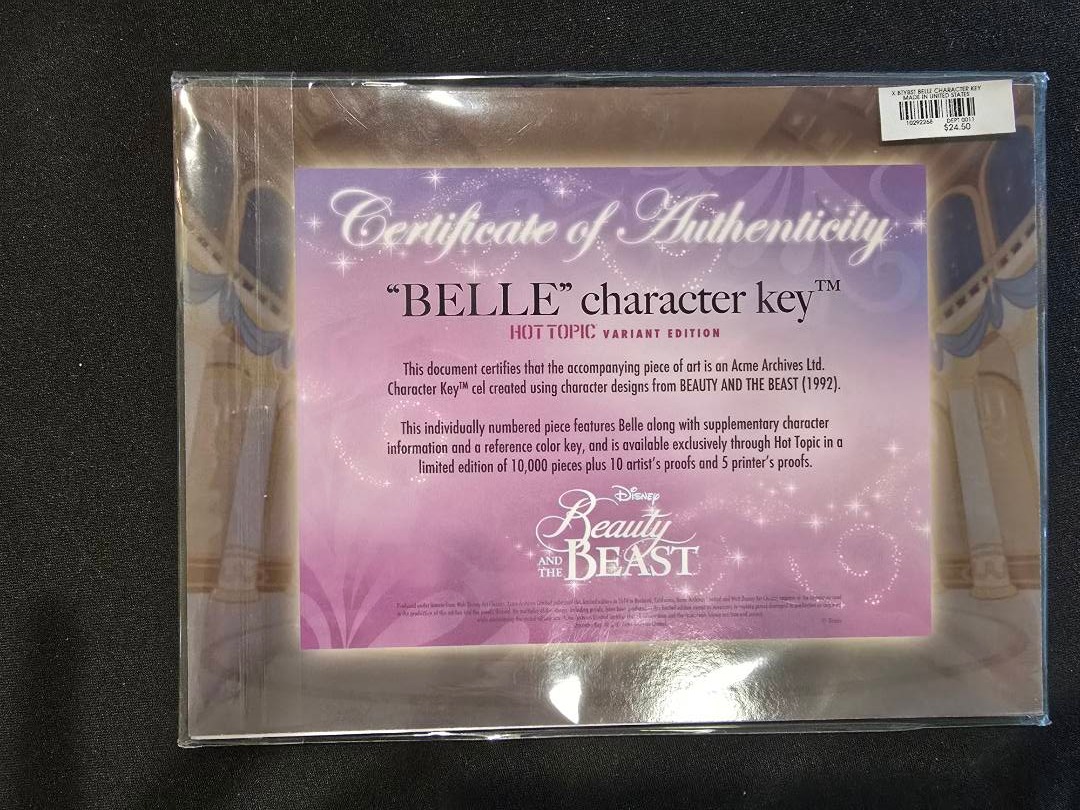 X BTYBST BELLE CHARACTER KEY
MADE IN UNITED STATES
10292266 DEPT 0011
$24.50
Certificate of Authenticity
“BELLE” character key™
HOT TOPIC VARIANT EDITION
This document certifies that the accompanying piece of art is an Acme Archives Ltd.
Character Key™ cel created using character designs from BEAUTY AND THE BEAST (1992).
This individually numbered piece features Belle along with supplementary character
information and a reference color key, and is available exclusively through Hot Topic in a
limited edition of 10,000 pieces plus 10 artist's proofs and 5 printer's proofs.
Disney
Beauty
AND THE BEAST
© Disney